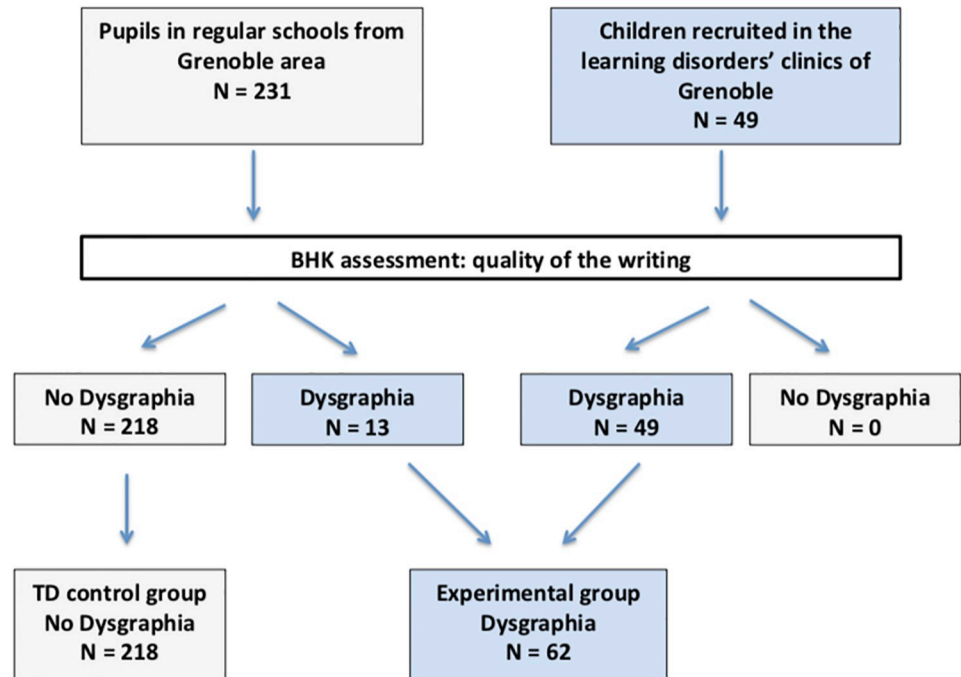 Pupils in regular schools from
Grenoble area
N = 231
Children recruited in the
learning disorders’ clinics of
Grenoble
N = 49
BHK assessment: quality of the writing
No Dysgraphia
N = 218
Dysgraphia
N = 13
Dysgraphia
N = 49
No Dysgraphia
N = 0
TD control group
No Dysgraphia
N = 218
Experimental group
Dysgraphia
N = 62